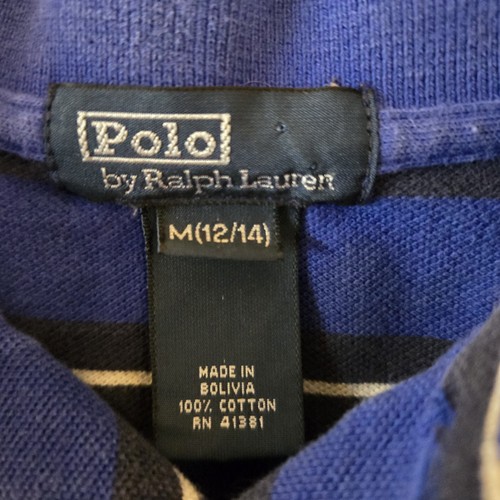 Polo
by Ralph Lauren
M(12/14)
MADE IN
BOLIVIA
100% COTTON
RN 41381